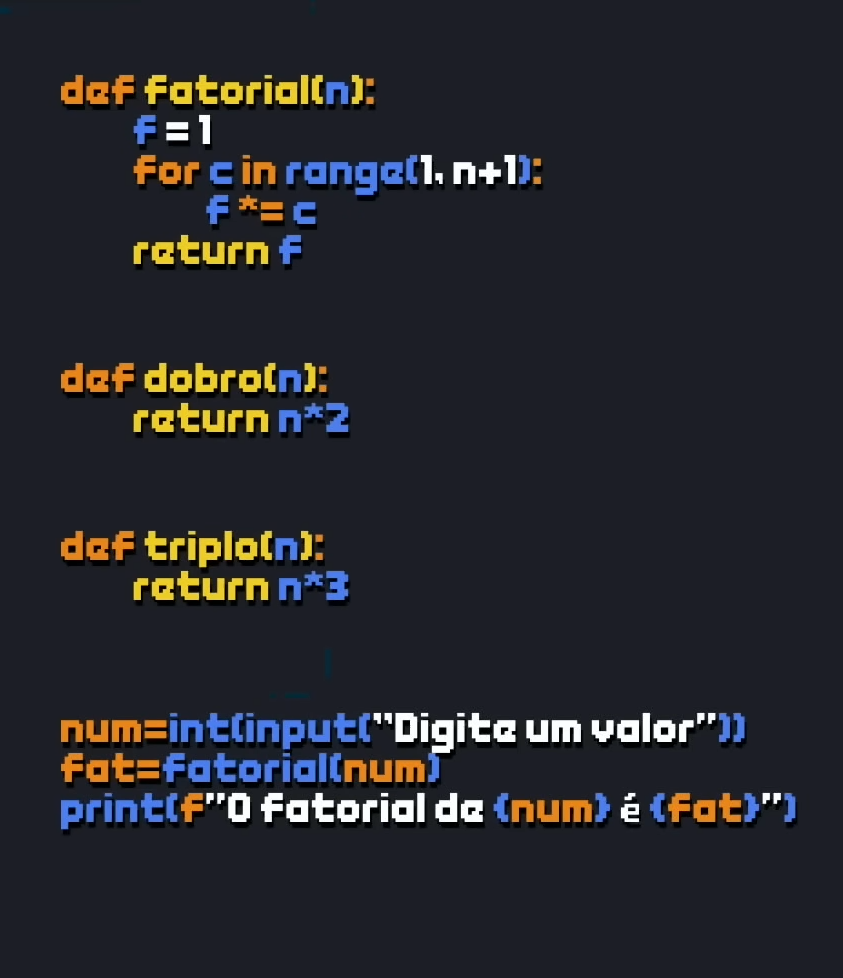 def fatorial(n):
f = 1
for c in range(1, n+1):
f *= c
return f
def dobro(n):
return n*2
def triplo(n):
return n*3
num=int(input("Digite um valor"))
fat=fatorial(num)
print(f"O fatorial de {num} é {fat}")